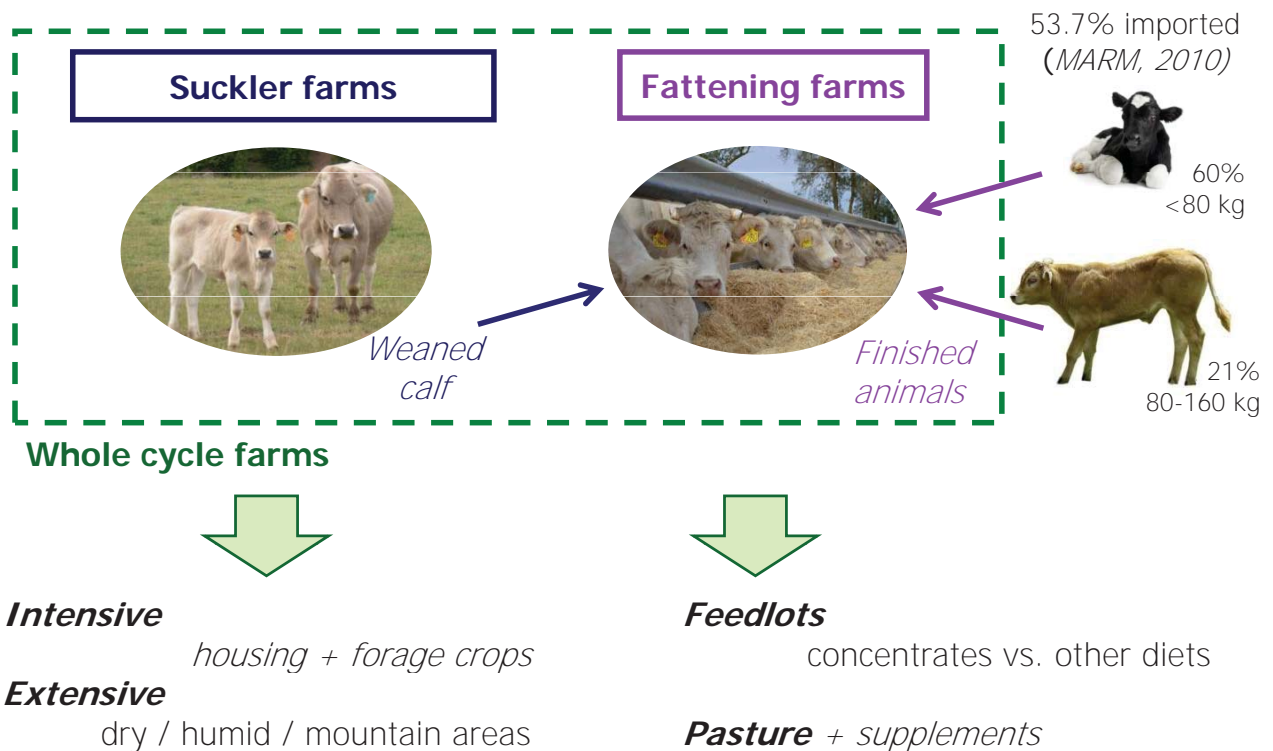 53.7% imported
(MARM, 2010)
Suckler farms
Fattening farms
60%
<80 kg
Weaned
calf
Finished
animals
21%
80-160 kg
Whole cycle farms
Intensive
housing + forage crops
Extensive
dry / humid / mountain areas
Feedlots
concentrates vs. other diets
Pasture + supplements